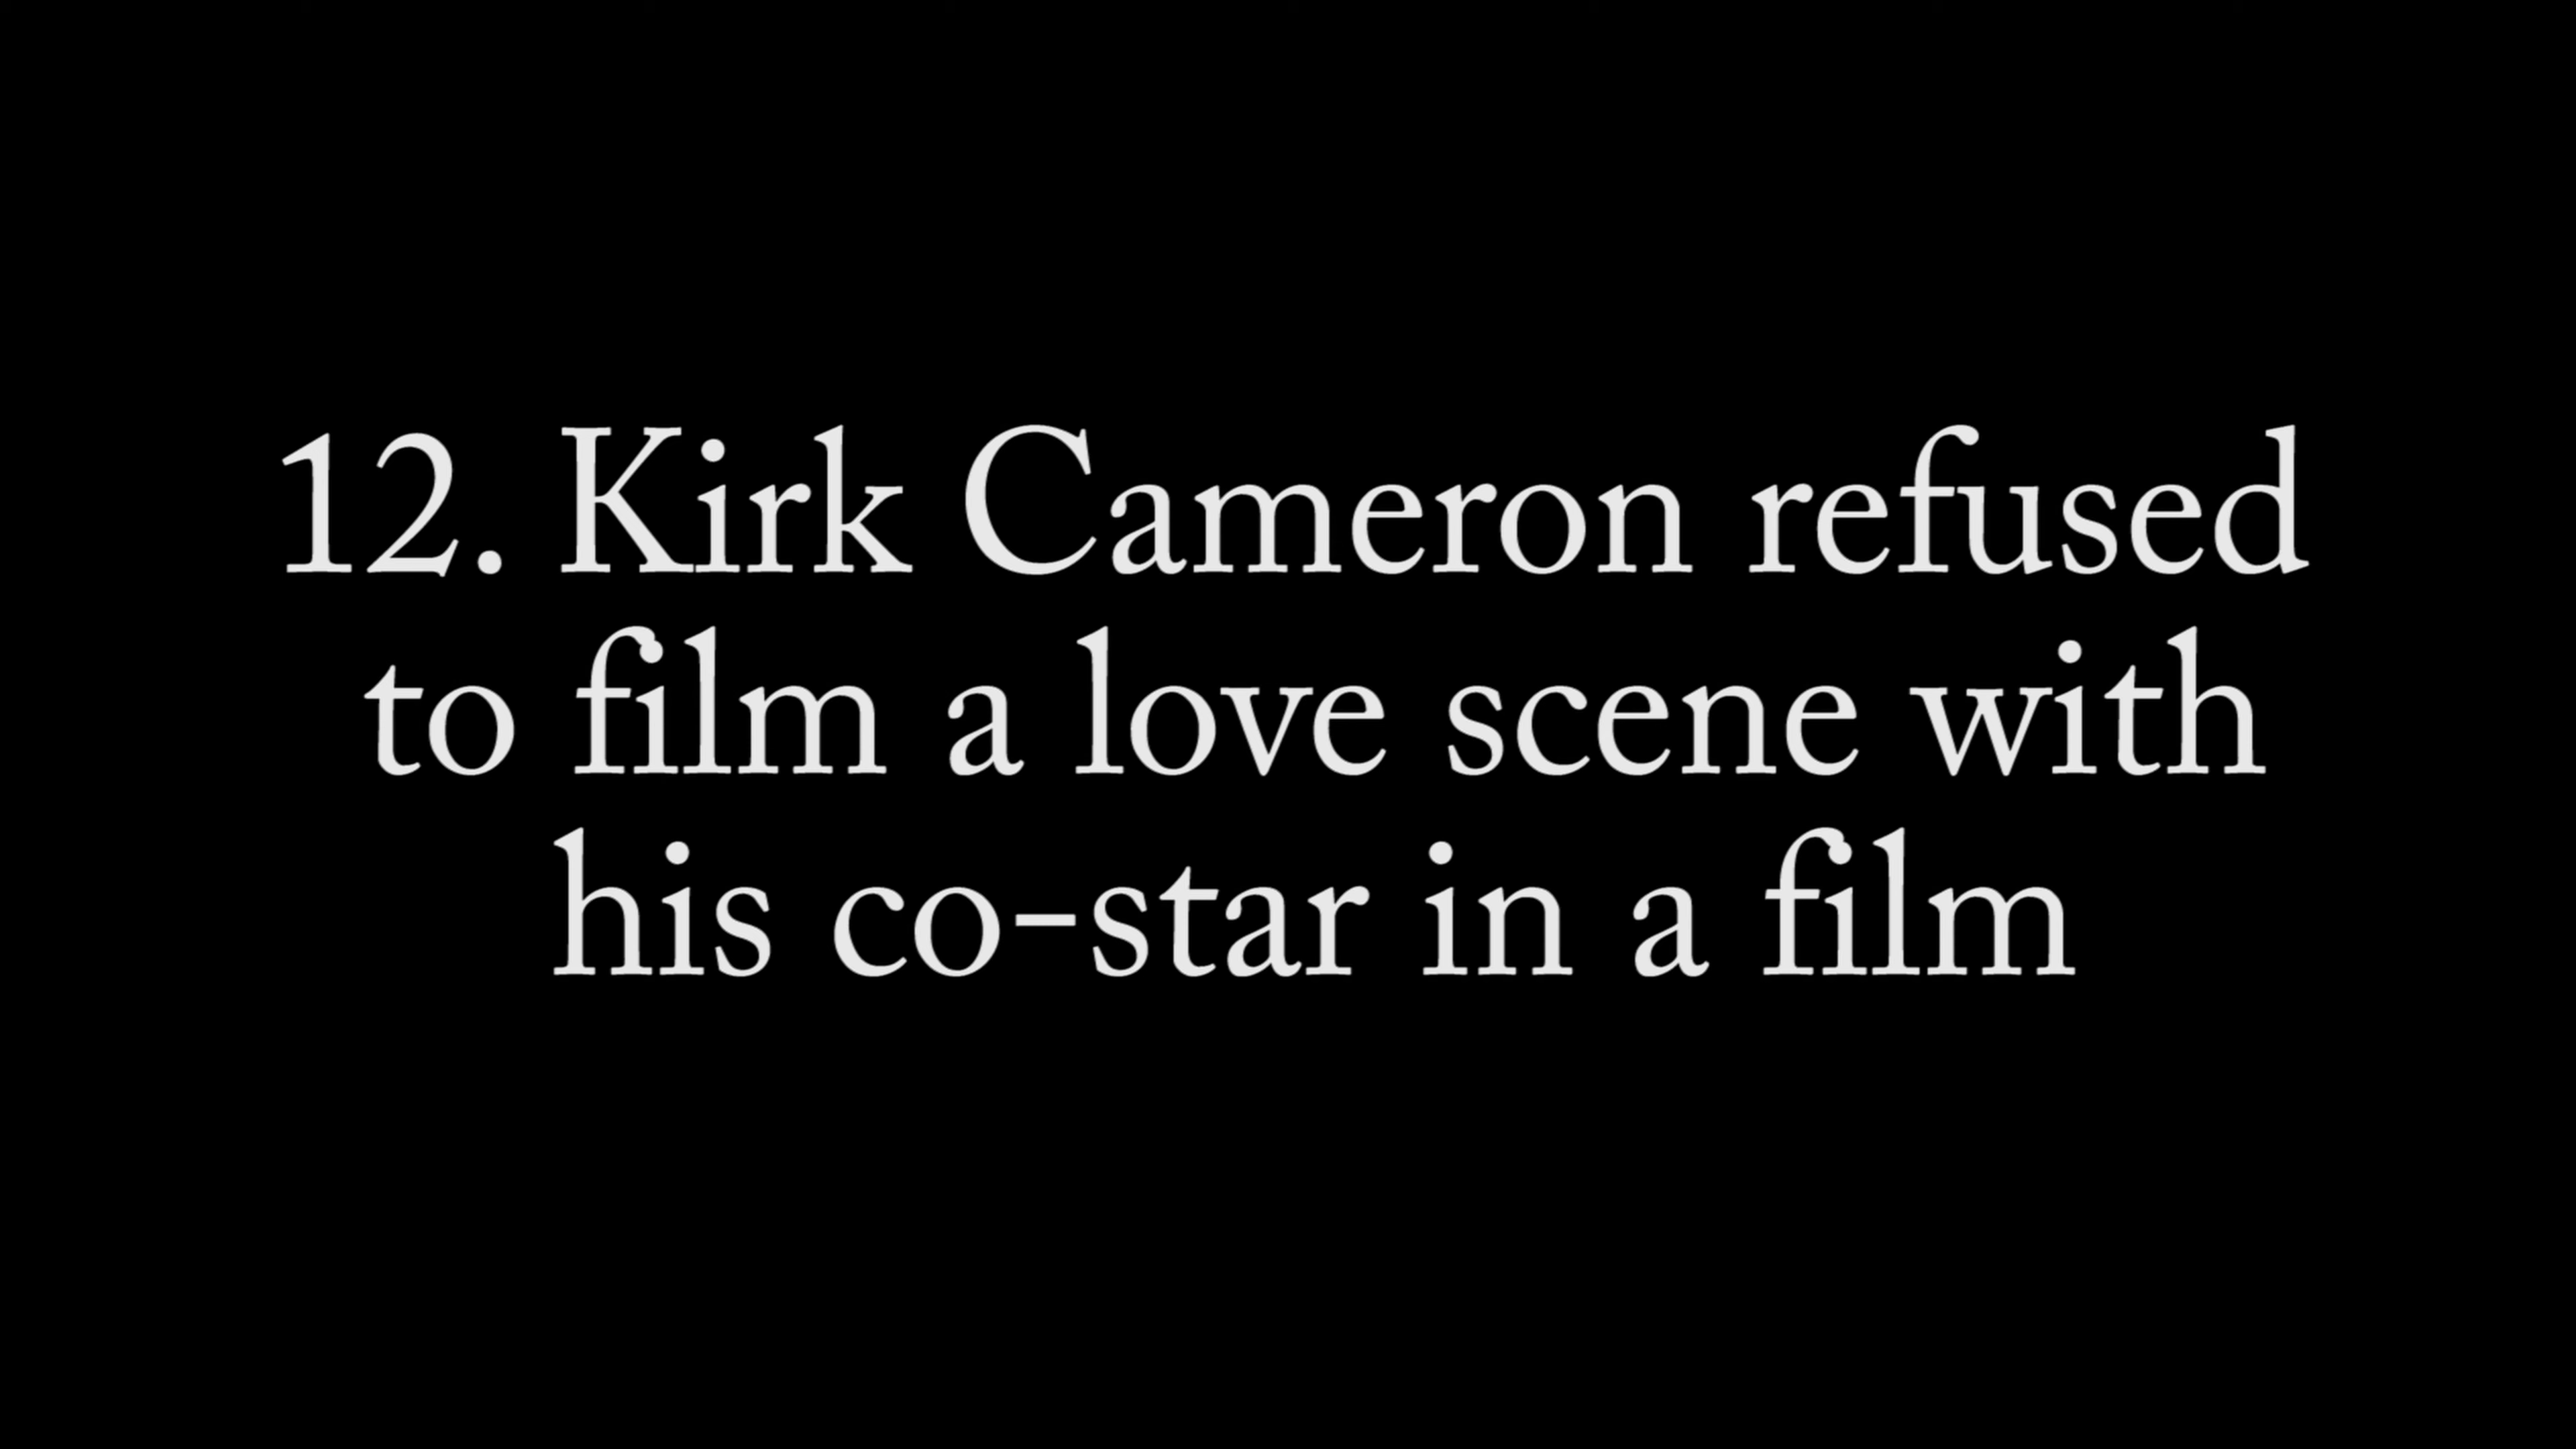 12. Kirk Cameron refused
to film a love scene with
his co-star in a film